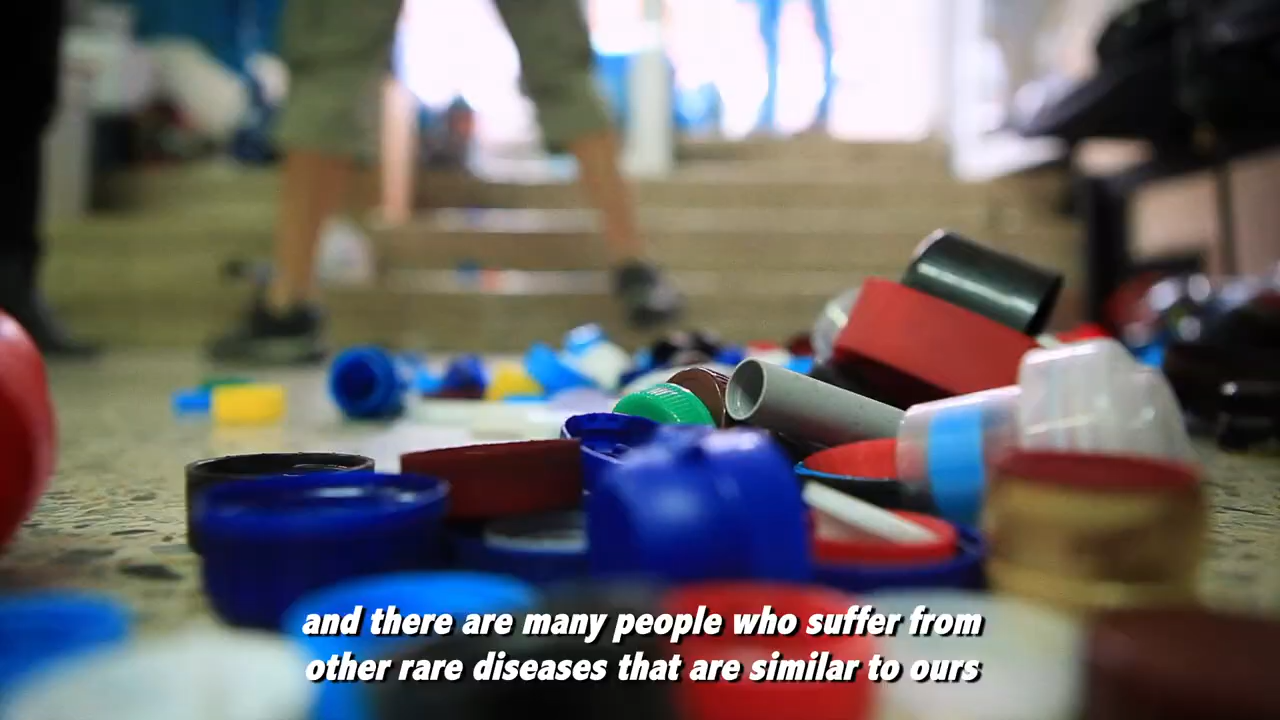 and there are many people who suffer from
other rare diseases that are similar to ours